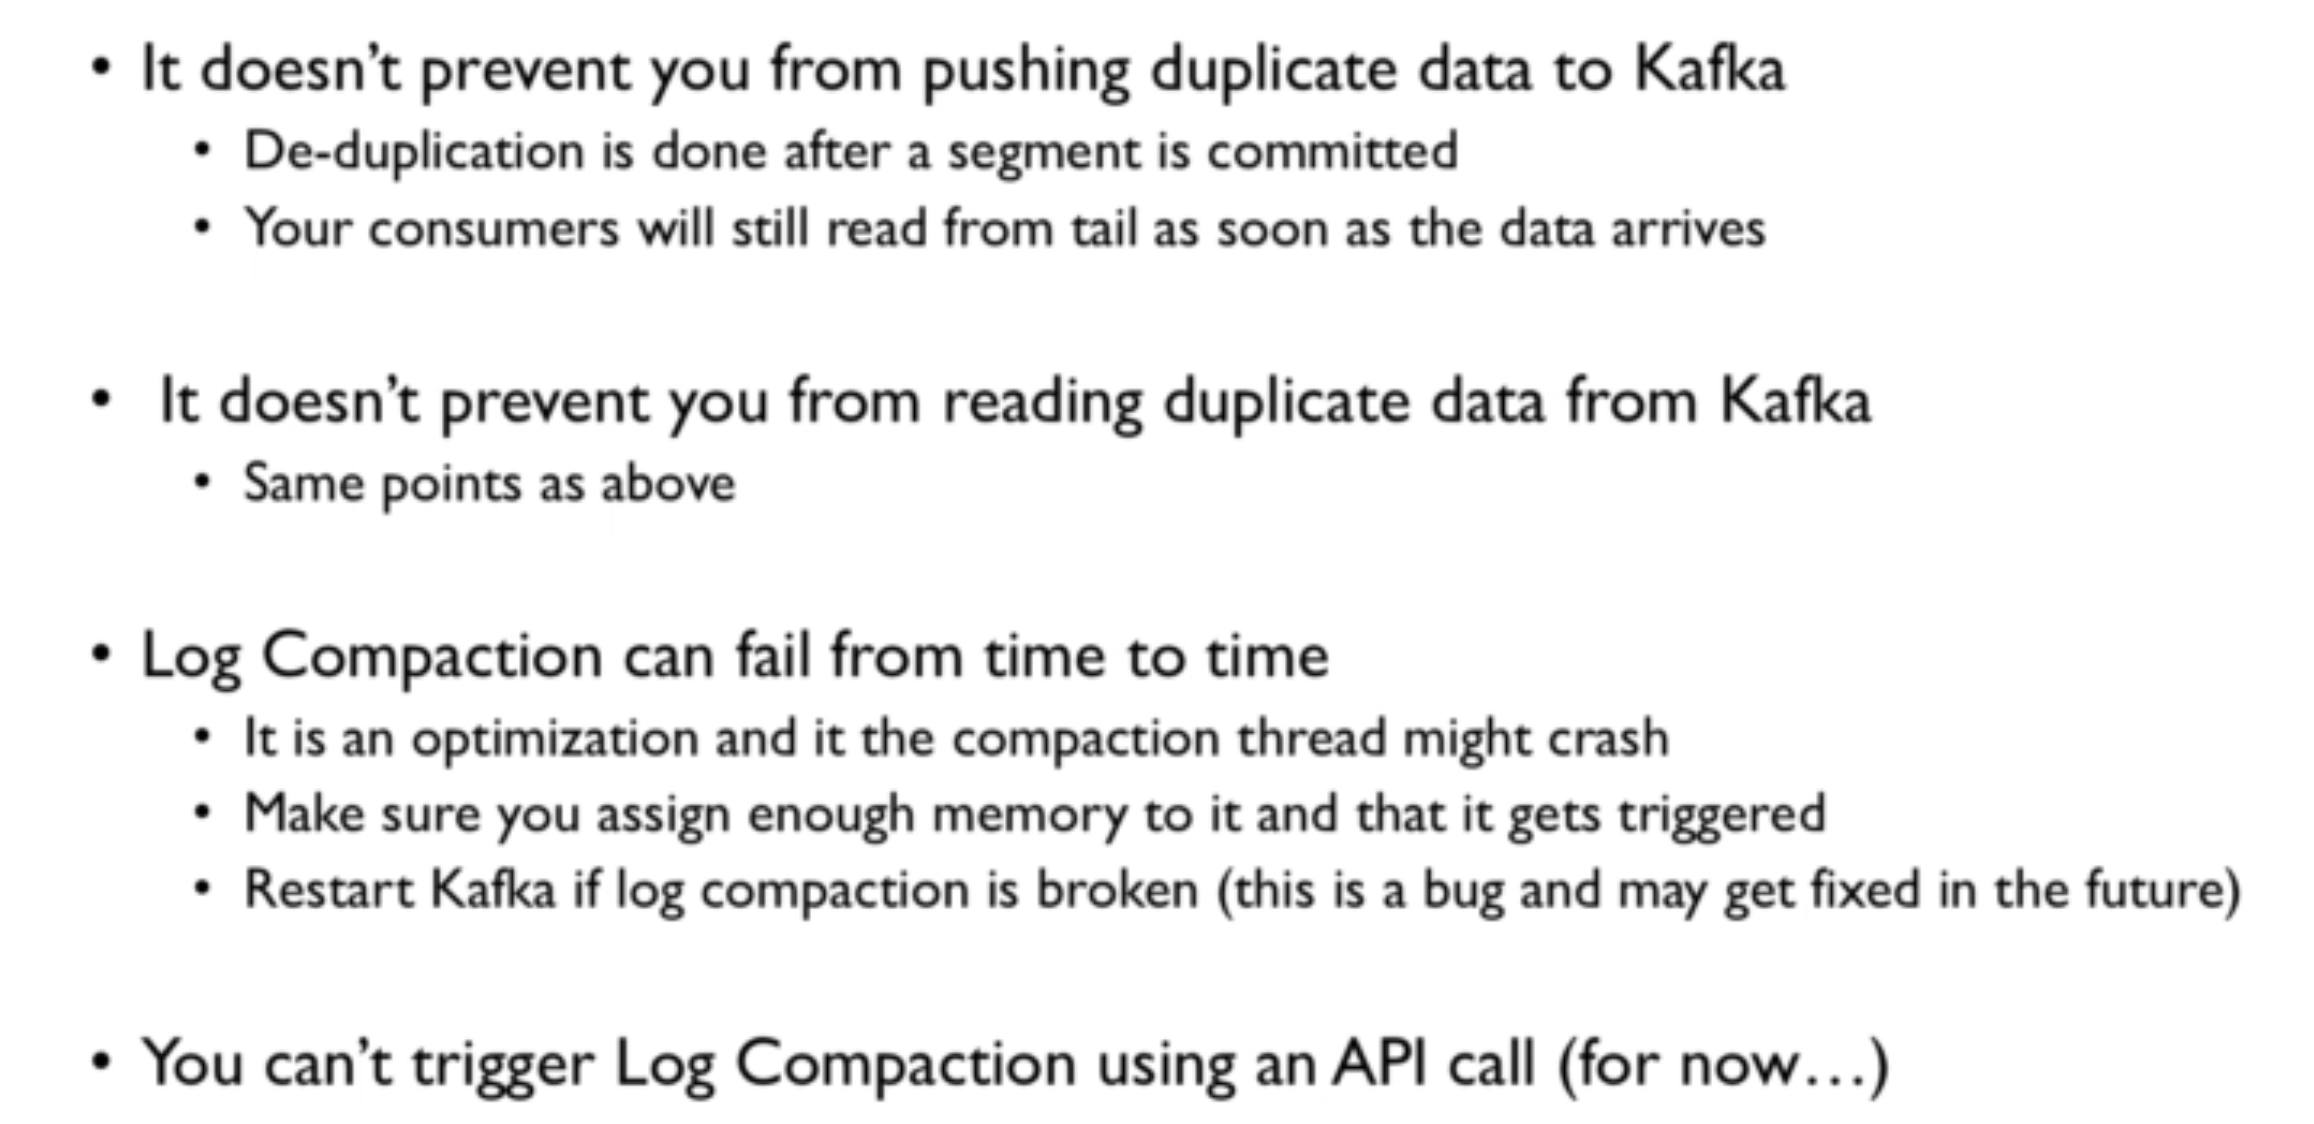 • It doesn’t prevent you from pushing duplicate data to Kafka
• De-duplication is done after a segment is committed
• Your consumers will still read from tail as soon as the data arrives
• It doesn’t prevent you from reading duplicate data from Kafka
• Same points as above
• Log Compaction can fail from time to time
• It is an optimization and it the compaction thread might crash
• Make sure you assign enough memory to it and that it gets triggered
• Restart Kafka if log compaction is broken (this is a bug and may get fixed in the future)
• You can’t trigger Log Compaction using an API call (for now…)